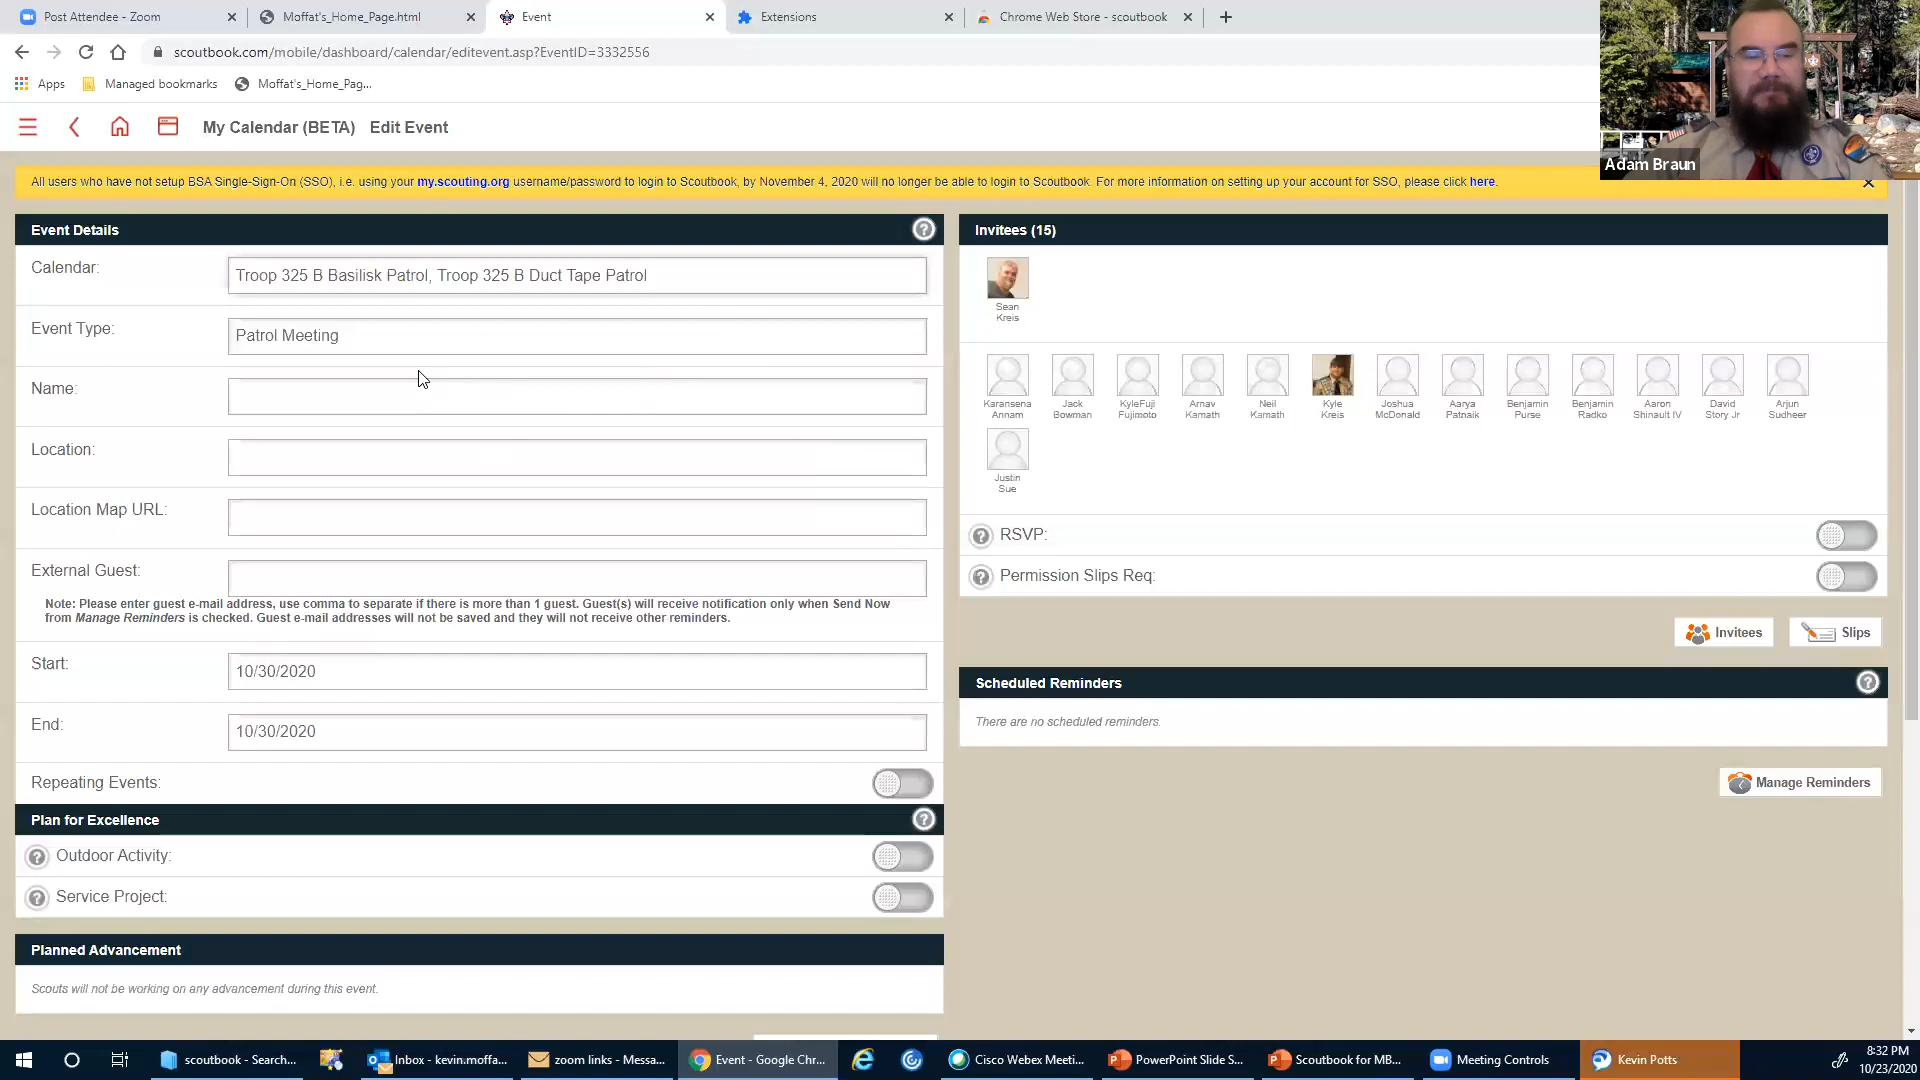 Post Attendee - Zoom
Moffat's_Home_Page.html
Event
Extensions
Chrome Web Store - scoutbook
scoutbook.com/mobile/dashboard/calendar/editevent.asp?EventID=3332556
Apps
Managed bookmarks
Moffat's_Home_Pag...
My Calendar (BETA) Edit Event
Adam Braun
All users who have not setup BSA Single-Sign-On (SSO), i.e. using your my.scouting.org username/password to login to Scoutbook, by November 4, 2020 will no longer be able to login to Scoutbook. For more information on setting up your account for SSO, please click here.
Event Details
Calendar:
Troop 325 B Basilisk Patrol, Troop 325 B Duct Tape Patrol
Event Type:
Patrol Meeting
Name:
Location:
Location Map URL:
External Guest:
Note: Please enter guest e-mail address, use comma to separate if there is more than 1 guest. Guest(s) will receive notification only when Send Now
from Manage Reminders is checked. Guest e-mail addresses will not be saved and they will not receive other reminders.
Start:
10/30/2020
End:
10/30/2020
Repeating Events:
Plan for Excellence
Outdoor Activity:
Service Project:
Planned Advancement
Scouts will not be working on any advancement during this event.
Invitees (15)
Sean
Kreis
Karansena
Annam
Jack
Bowman
KyleFuji
Fujimoto
Arnav
Kamath
Neil
Kamath
Kyle
Kreis
Joshua
McDonald
Aarya
Patnaik
Benjamin
Purse
Benjamin
Radko
Aaron
Shinault IV
David
Story Jr
Arjun
Sudheer
Justin
Sue
RSVP:
Permission Slips Req:
Invitees
Slips
Scheduled Reminders
There are no scheduled reminders.
Manage Reminders
scoutbook - Search...
Inbox - kevin.moffa...
zoom links - Messa...
Event - Google Chr...
Cisco Webex Meeti...
PowerPoint Slide S...
Scoutbook for MB...
Meeting Controls
Kevin Potts
8:32 PM
10/23/2020